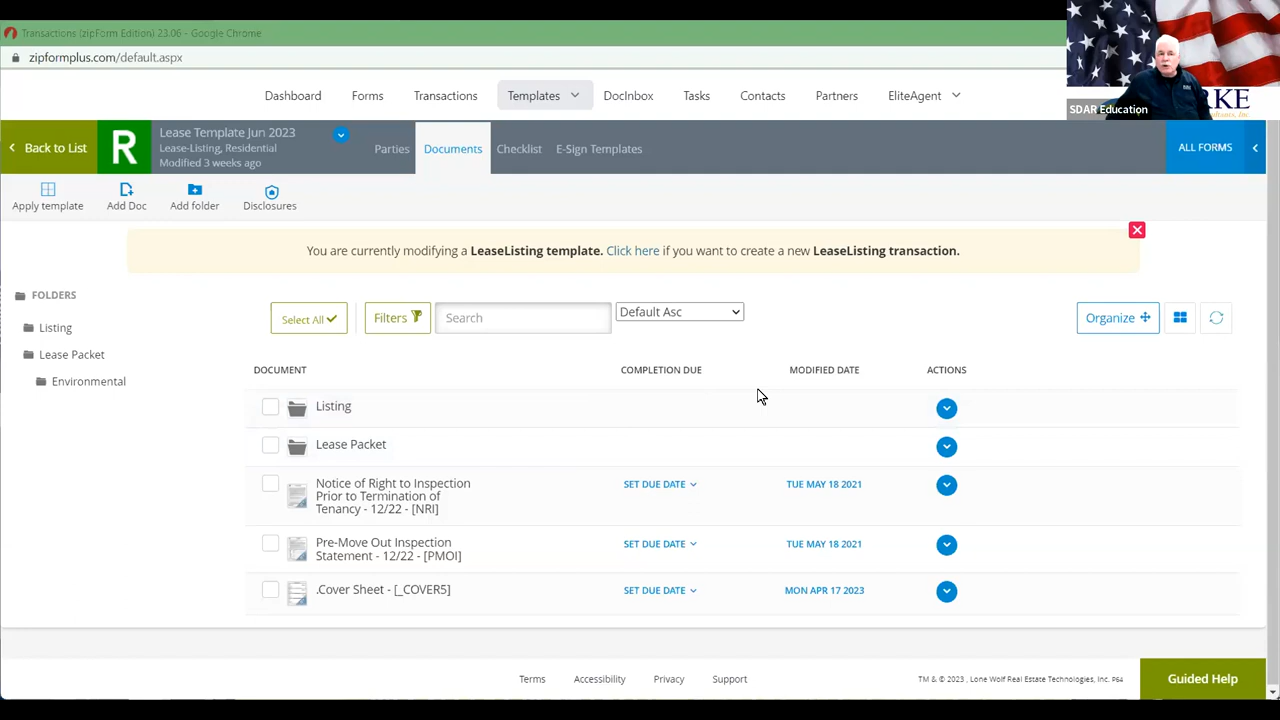 Transactions (zipForm Edition) 23.06 - Google Chrome
zipformplus.com/default.aspx
Dashboard Forms Transactions Templates DocInbox Tasks Contacts Partners EliteAgent
SDAR Education
Back to List
R
Lease Template Jun 2023
Lease-Listing, Residential
Modified 3 weeks ago
Parties Documents Checklist E-Sign Templates
ALL FORMS
Apply template Add Doc Add folder Disclosures
You are currently modifying a LeaseListing template. Click here if you want to create a new LeaseListing transaction.
FOLDERS
Listing
Lease Packet
Environmental
Select All Filters Search Default Asc Organize
DOCUMENT COMPLETION DUE MODIFIED DATE ACTIONS
Listing
Lease Packet
Notice of Right to Inspection
Prior to Termination of
Tenancy - 12/22 - [NRI]
SET DUE DATE TUE MAY 18 2021
Pre-Move Out Inspection
Statement - 12/22 - [PMOI]
SET DUE DATE TUE MAY 18 2021
.Cover Sheet - [_COVER5] SET DUE DATE MON APR 17 2023
Terms Accessibility Privacy Support
TM & © 2023 , Lone Wolf Real Estate Technologies, Inc. P64
Guided Help